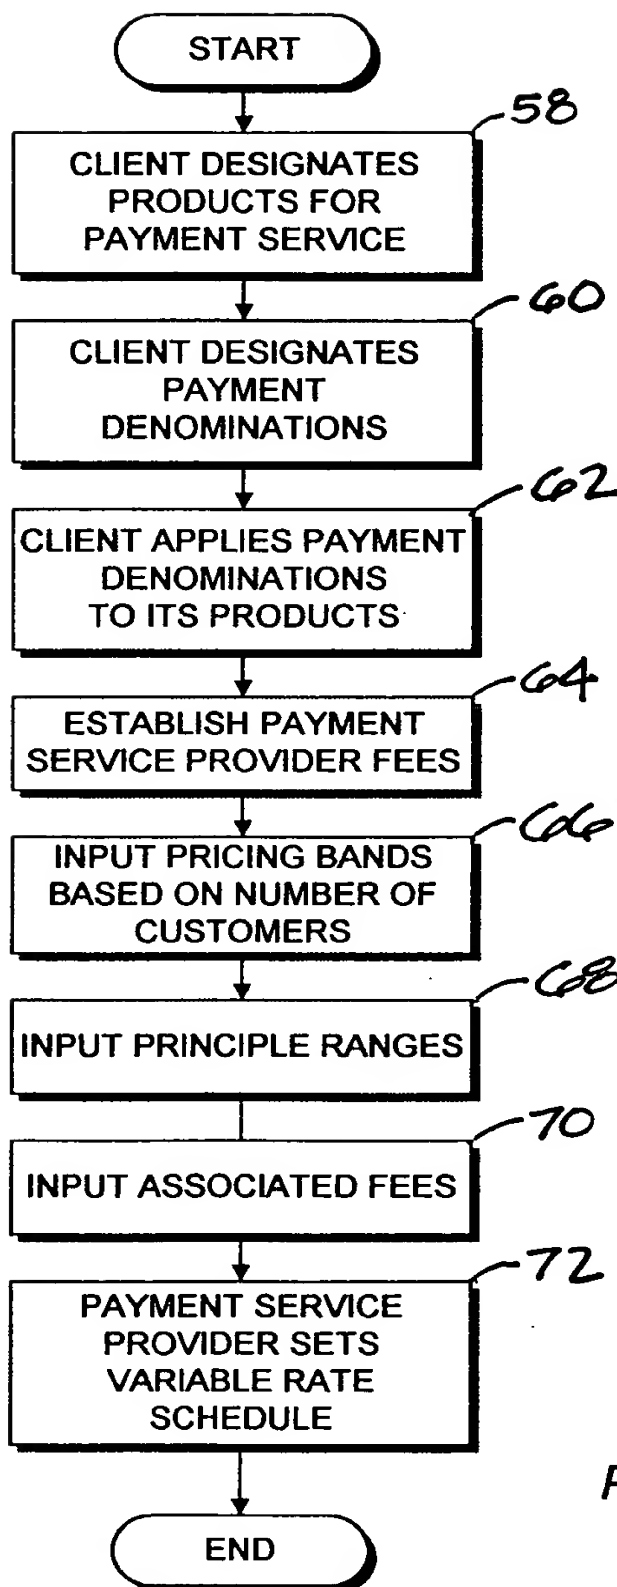 START
58
CLIENT DESIGNATES
PRODUCTS FOR
PAYMENT SERVICE
60
CLIENT DESIGNATES
PAYMENT
DENOMINATIONS
62
CLIENT APPLIES PAYMENT
DENOMINATIONS
TO ITS PRODUCTS
64
ESTABLISH PAYMENT
SERVICE PROVIDER FEES
66
INPUT PRICING BANDS
BASED ON NUMBER OF
CUSTOMERS
68
INPUT PRINCIPLE RANGES
70
INPUT ASSOCIATED FEES
72
PAYMENT SERVICE
PROVIDER SETS
VARIABLE RATE
SCHEDULE
END